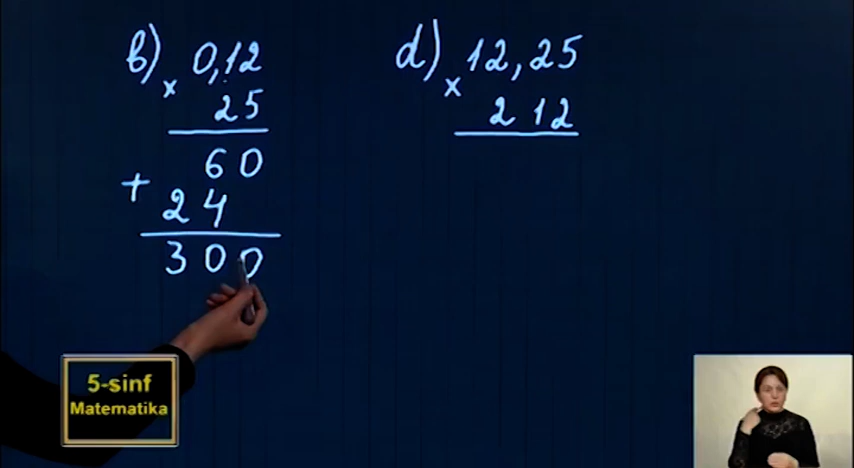 в) 0,12
×
25
60
+
24
300
d) 12,25
×
212
5-sinf
Matematika